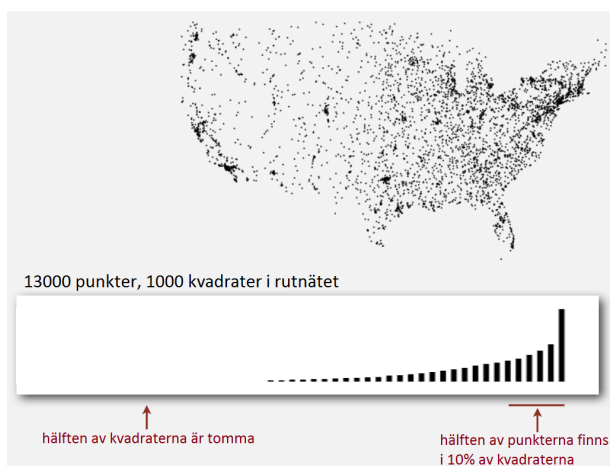 13000 punkter, 1000 kvadrater i rutnätet
hälften av kvadraterna är tomma
hälften av punkterna finns
i 10% av kvadraterna